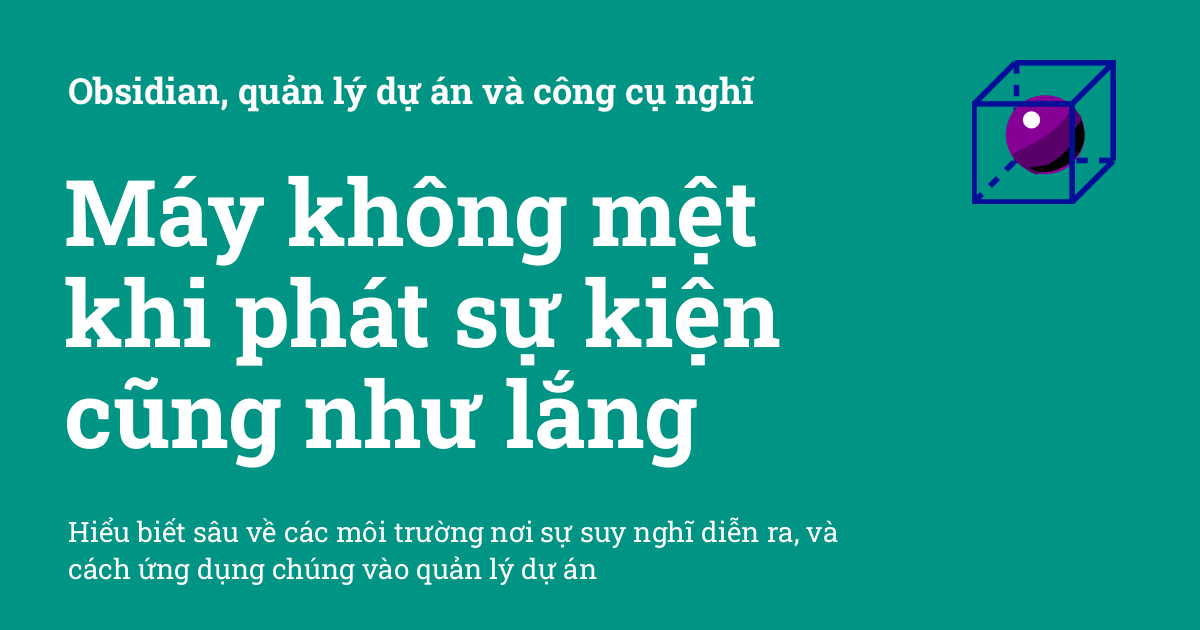 Obsidian, quản lý dự án và công cụ nghĩ
Máy không mệt
khi phát sự kiện
cũng như lắng
Hiểu biết sâu về các môi trường nơi sự suy nghĩ diễn ra, và
cách ứng dụng chúng vào quản lý dự án